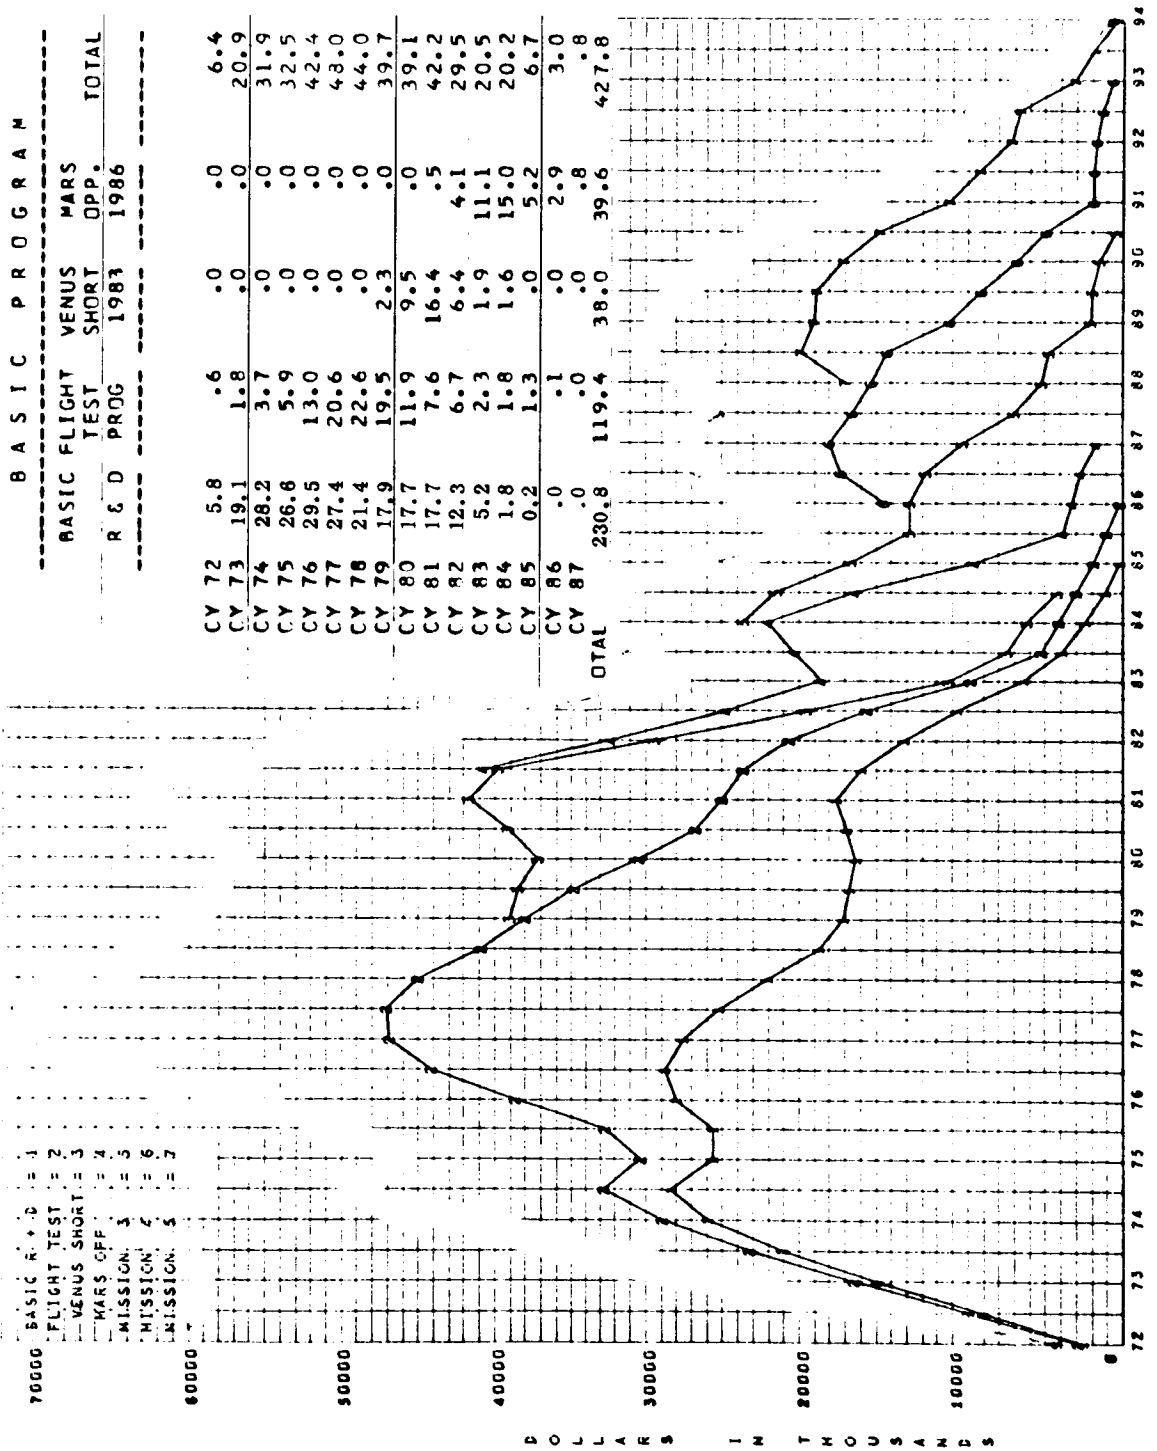 B A S I C   P R O G R A M
BASIC FLIGHT VENUS MARS
TEST SHORT OPP. TOTAL
R & D PROG 1983 1986
CY 72 5.8 .6 .0 .0 6.4
CY 73 19.1 1.8 .0 .0 20.9
CY 74 28.2 3.7 .0 .0 31.9
CY 75 26.6 5.9 .0 .0 32.5
CY 76 29.5 13.0 .0 .0 42.4
CY 77 27.4 20.6 .0 .0 48.0
CY 78 21.4 22.6 .0 .0 44.0
CY 79 17.9 19.5 2.3 .0 39.7
CY 80 17.7 11.9 9.5 .0 39.1
CY 81 17.7 7.6 16.4 .5 42.2
CY 82 12.3 6.7 6.4 4.1 29.5
CY 83 5.2 2.3 1.9 11.1 20.5
CY 84 1.8 1.8 1.6 15.0 20.2
CY 85 0.2 1.3 .0 5.2 6.7
CY 86 .0 .1 .0 2.9 3.0
CY 87 .0 .0 .0 .8 .8
OTAL 230.8 119.4 38.0 39.6 427.8
BASIC R + D = 1
FLIGHT TEST = 2
VENUS SHORT = 3
MARS OFF = 4
MISSION 3 = 5
MISSION = 6
MISSION 5 = 7
70000
60000
50000
40000
30000
20000
10000
0
D O L L A R S   I N   T H O U S A N D S
72 73 74 75 76 77 78 79 80 81 82 83 84 85 86 87 88 89 90 91 92 93 94